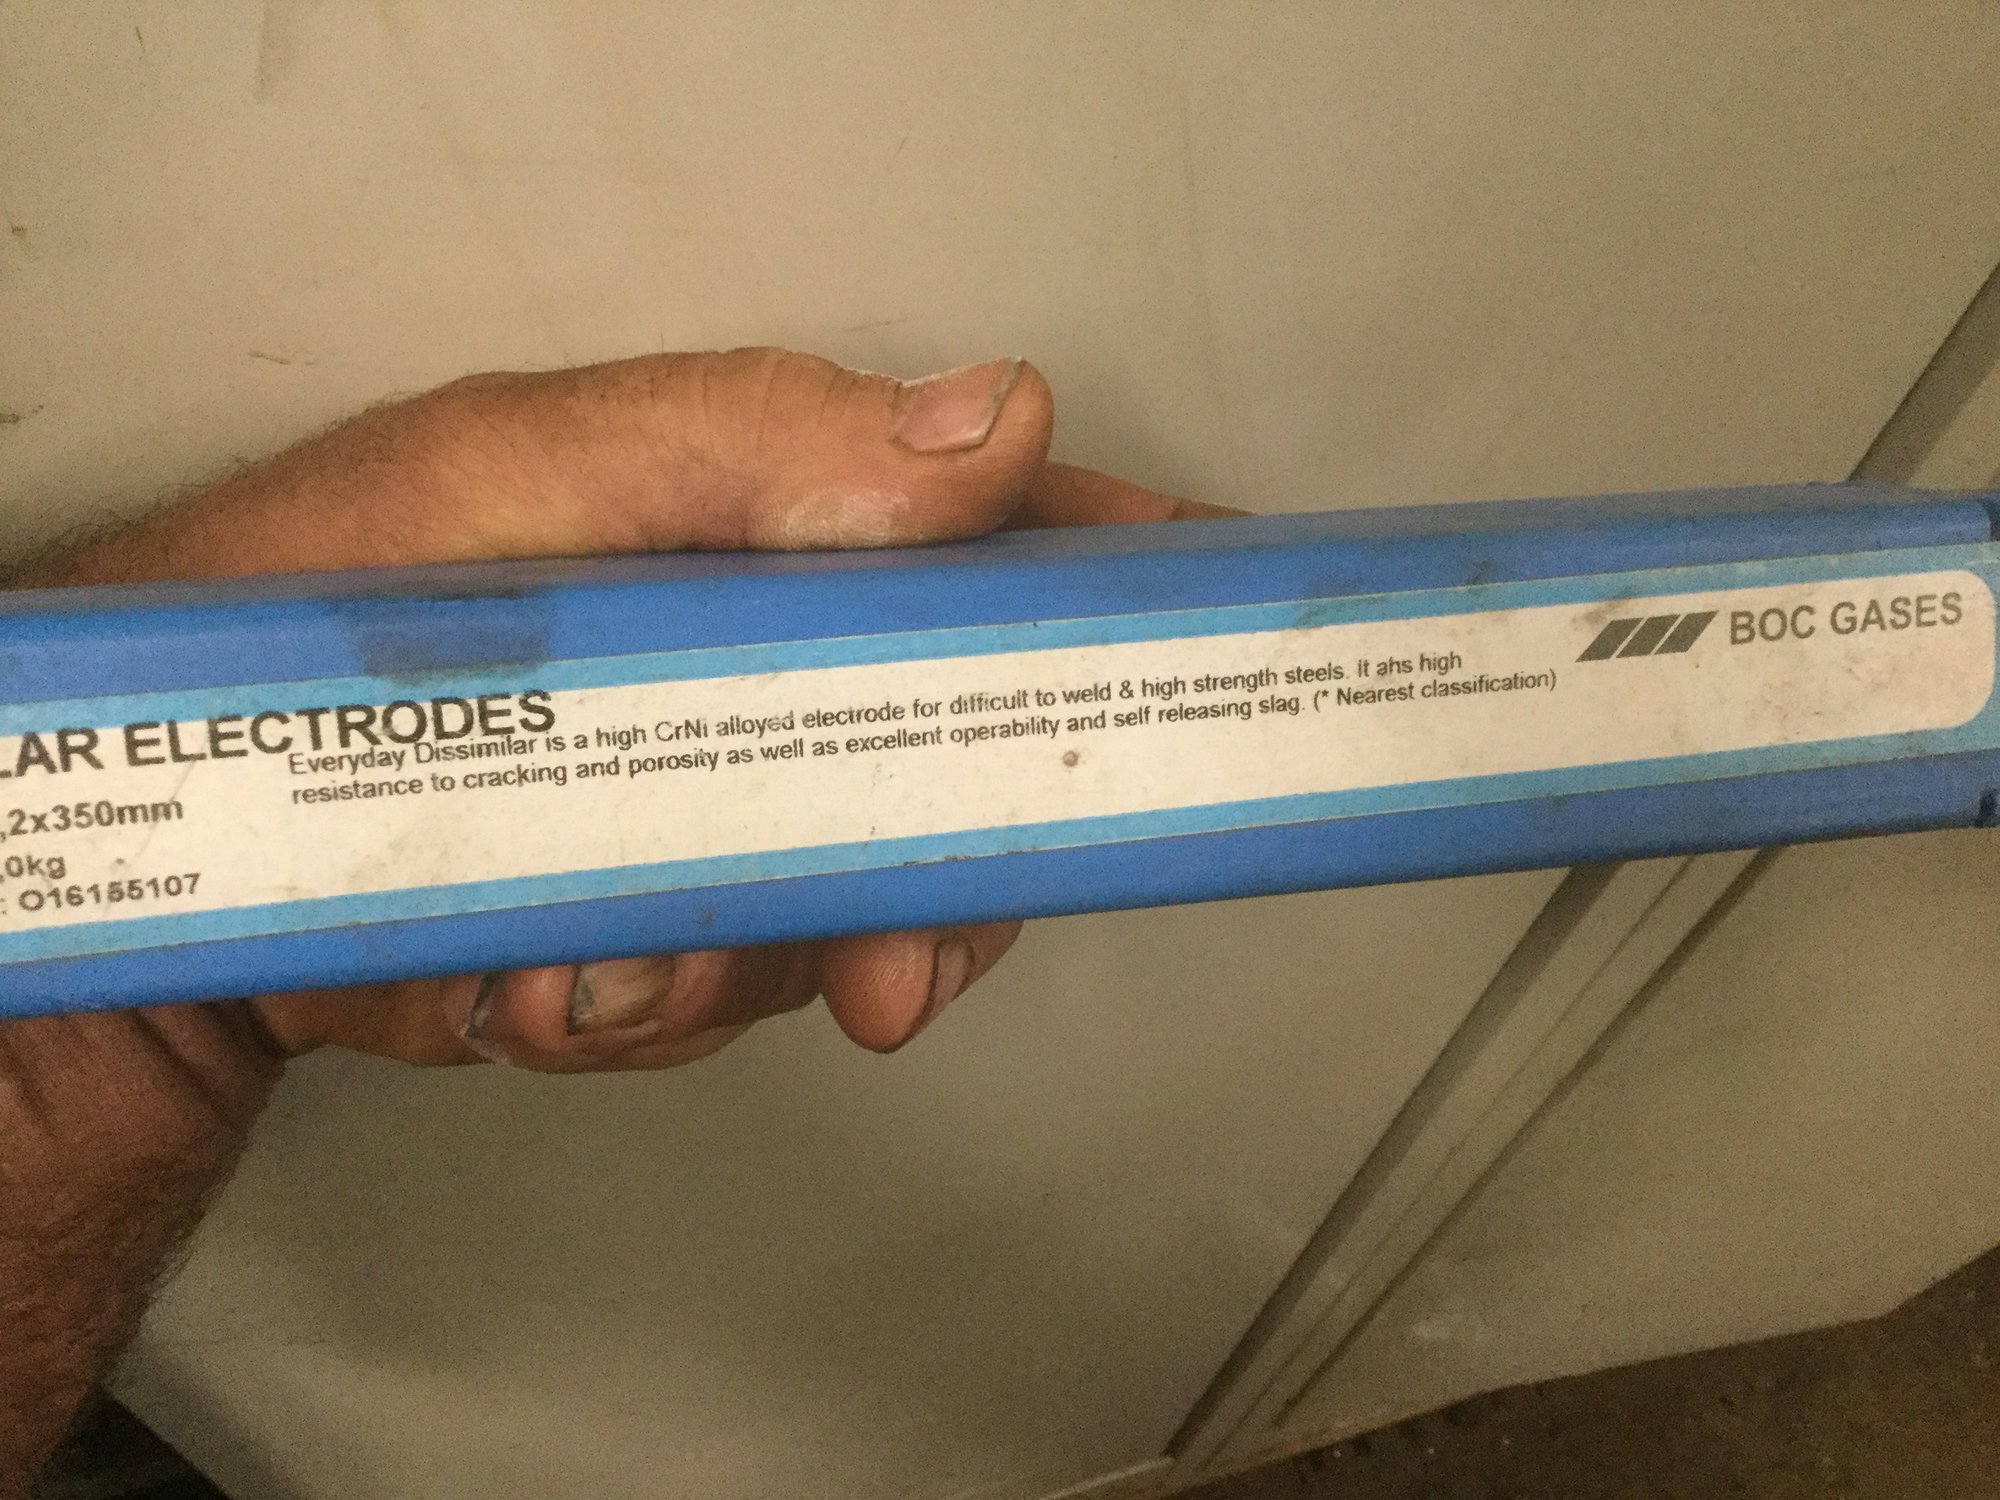 LAR ELECTRODES
,2x350mm
,0kg
: O16155107
Everyday Dissimilar is a high CrNi alloyed electrode for difficult to weld & high strength steels. It ahs high
resistance to cracking and porosity as well as excellent operability and self releasing slag. (* Nearest classification)
BOC GASES